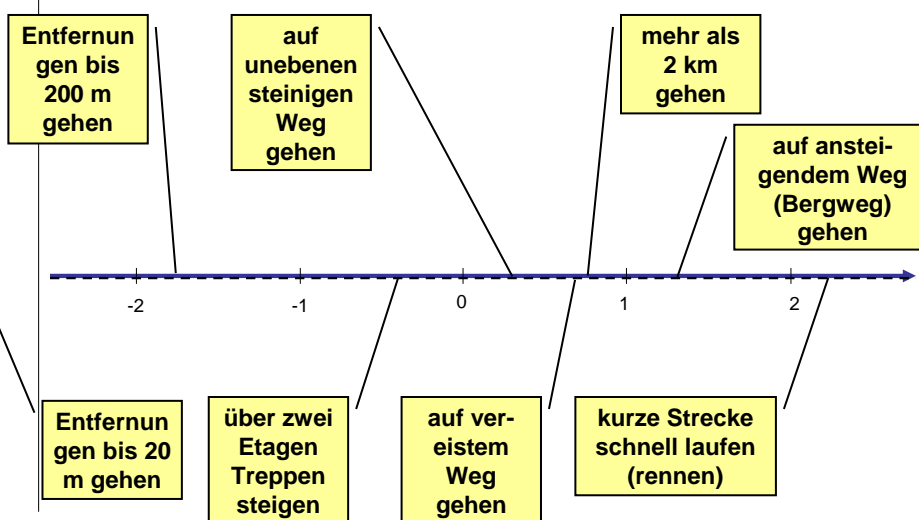 Entfernun
gen bis
200 m
gehen
auf
unebenen
steinigen
Weg
gehen
mehr als
2 km
gehen
auf anstei-
gendem Weg
(Bergweg)
gehen
-2
-1
0
1
2
Entfernun
gen bis 20
m gehen
über zwei
Etagen
Treppen
steigen
auf ver-
eistem
Weg
gehen
kurze Strecke
schnell laufen
(rennen)